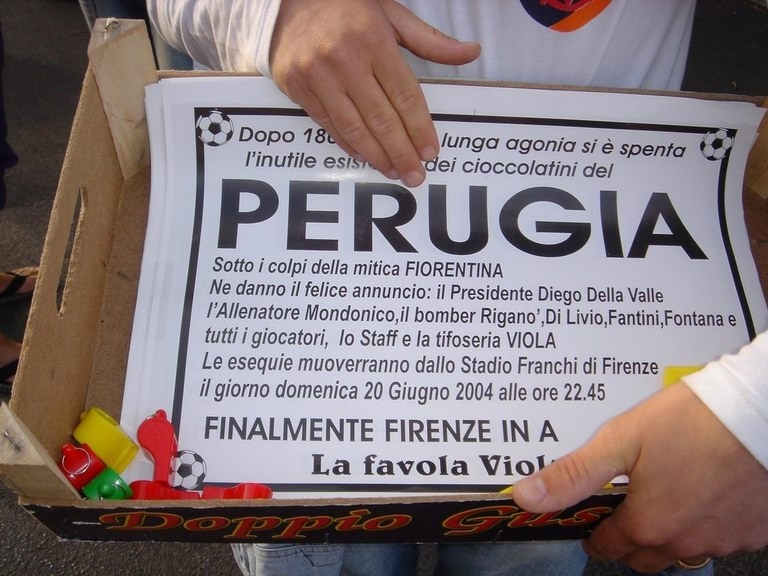 Dopo 180 lunga agonia si è spenta
l'inutile esis dei cioccolatini del
PERUGIA
Sotto i colpi della mitica FIORENTINA
Ne danno il felice annuncio: il Presidente Diego Della Valle
l'Allenatore Mondonico,il bomber Rigano',Di Livio,Fantini,Fontana e
tutti i giocatori, lo Staff e la tifoseria VIOLA
Le esequie muoverranno dallo Stadio Franchi di Firenze
il giorno domenica 20 Giugno 2004 alle ore 22.45
FINALMENTE FIRENZE IN A
La favola Viol
Doppio Gus